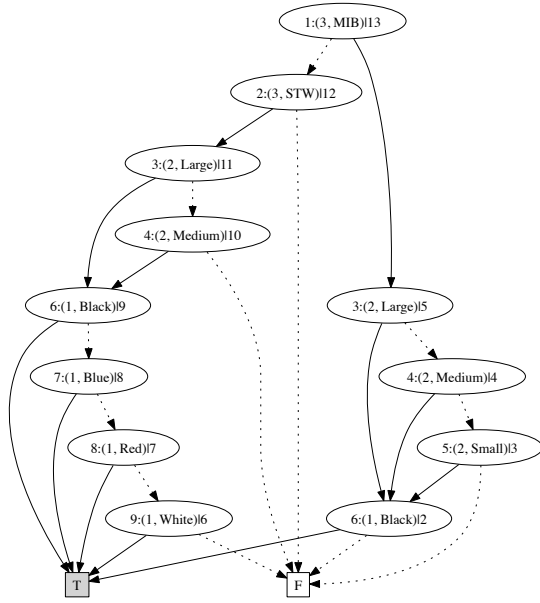 1:(3, MIB)|13
2:(3, STW)|12
3:(2, Large)|11
4:(2, Medium)|10
6:(1, Black)|9
3:(2, Large)|5
7:(1, Blue)|8
4:(2, Medium)|4
8:(1, Red)|7
5:(2, Small)|3
9:(1, White)|6
6:(1, Black)|2
T
F